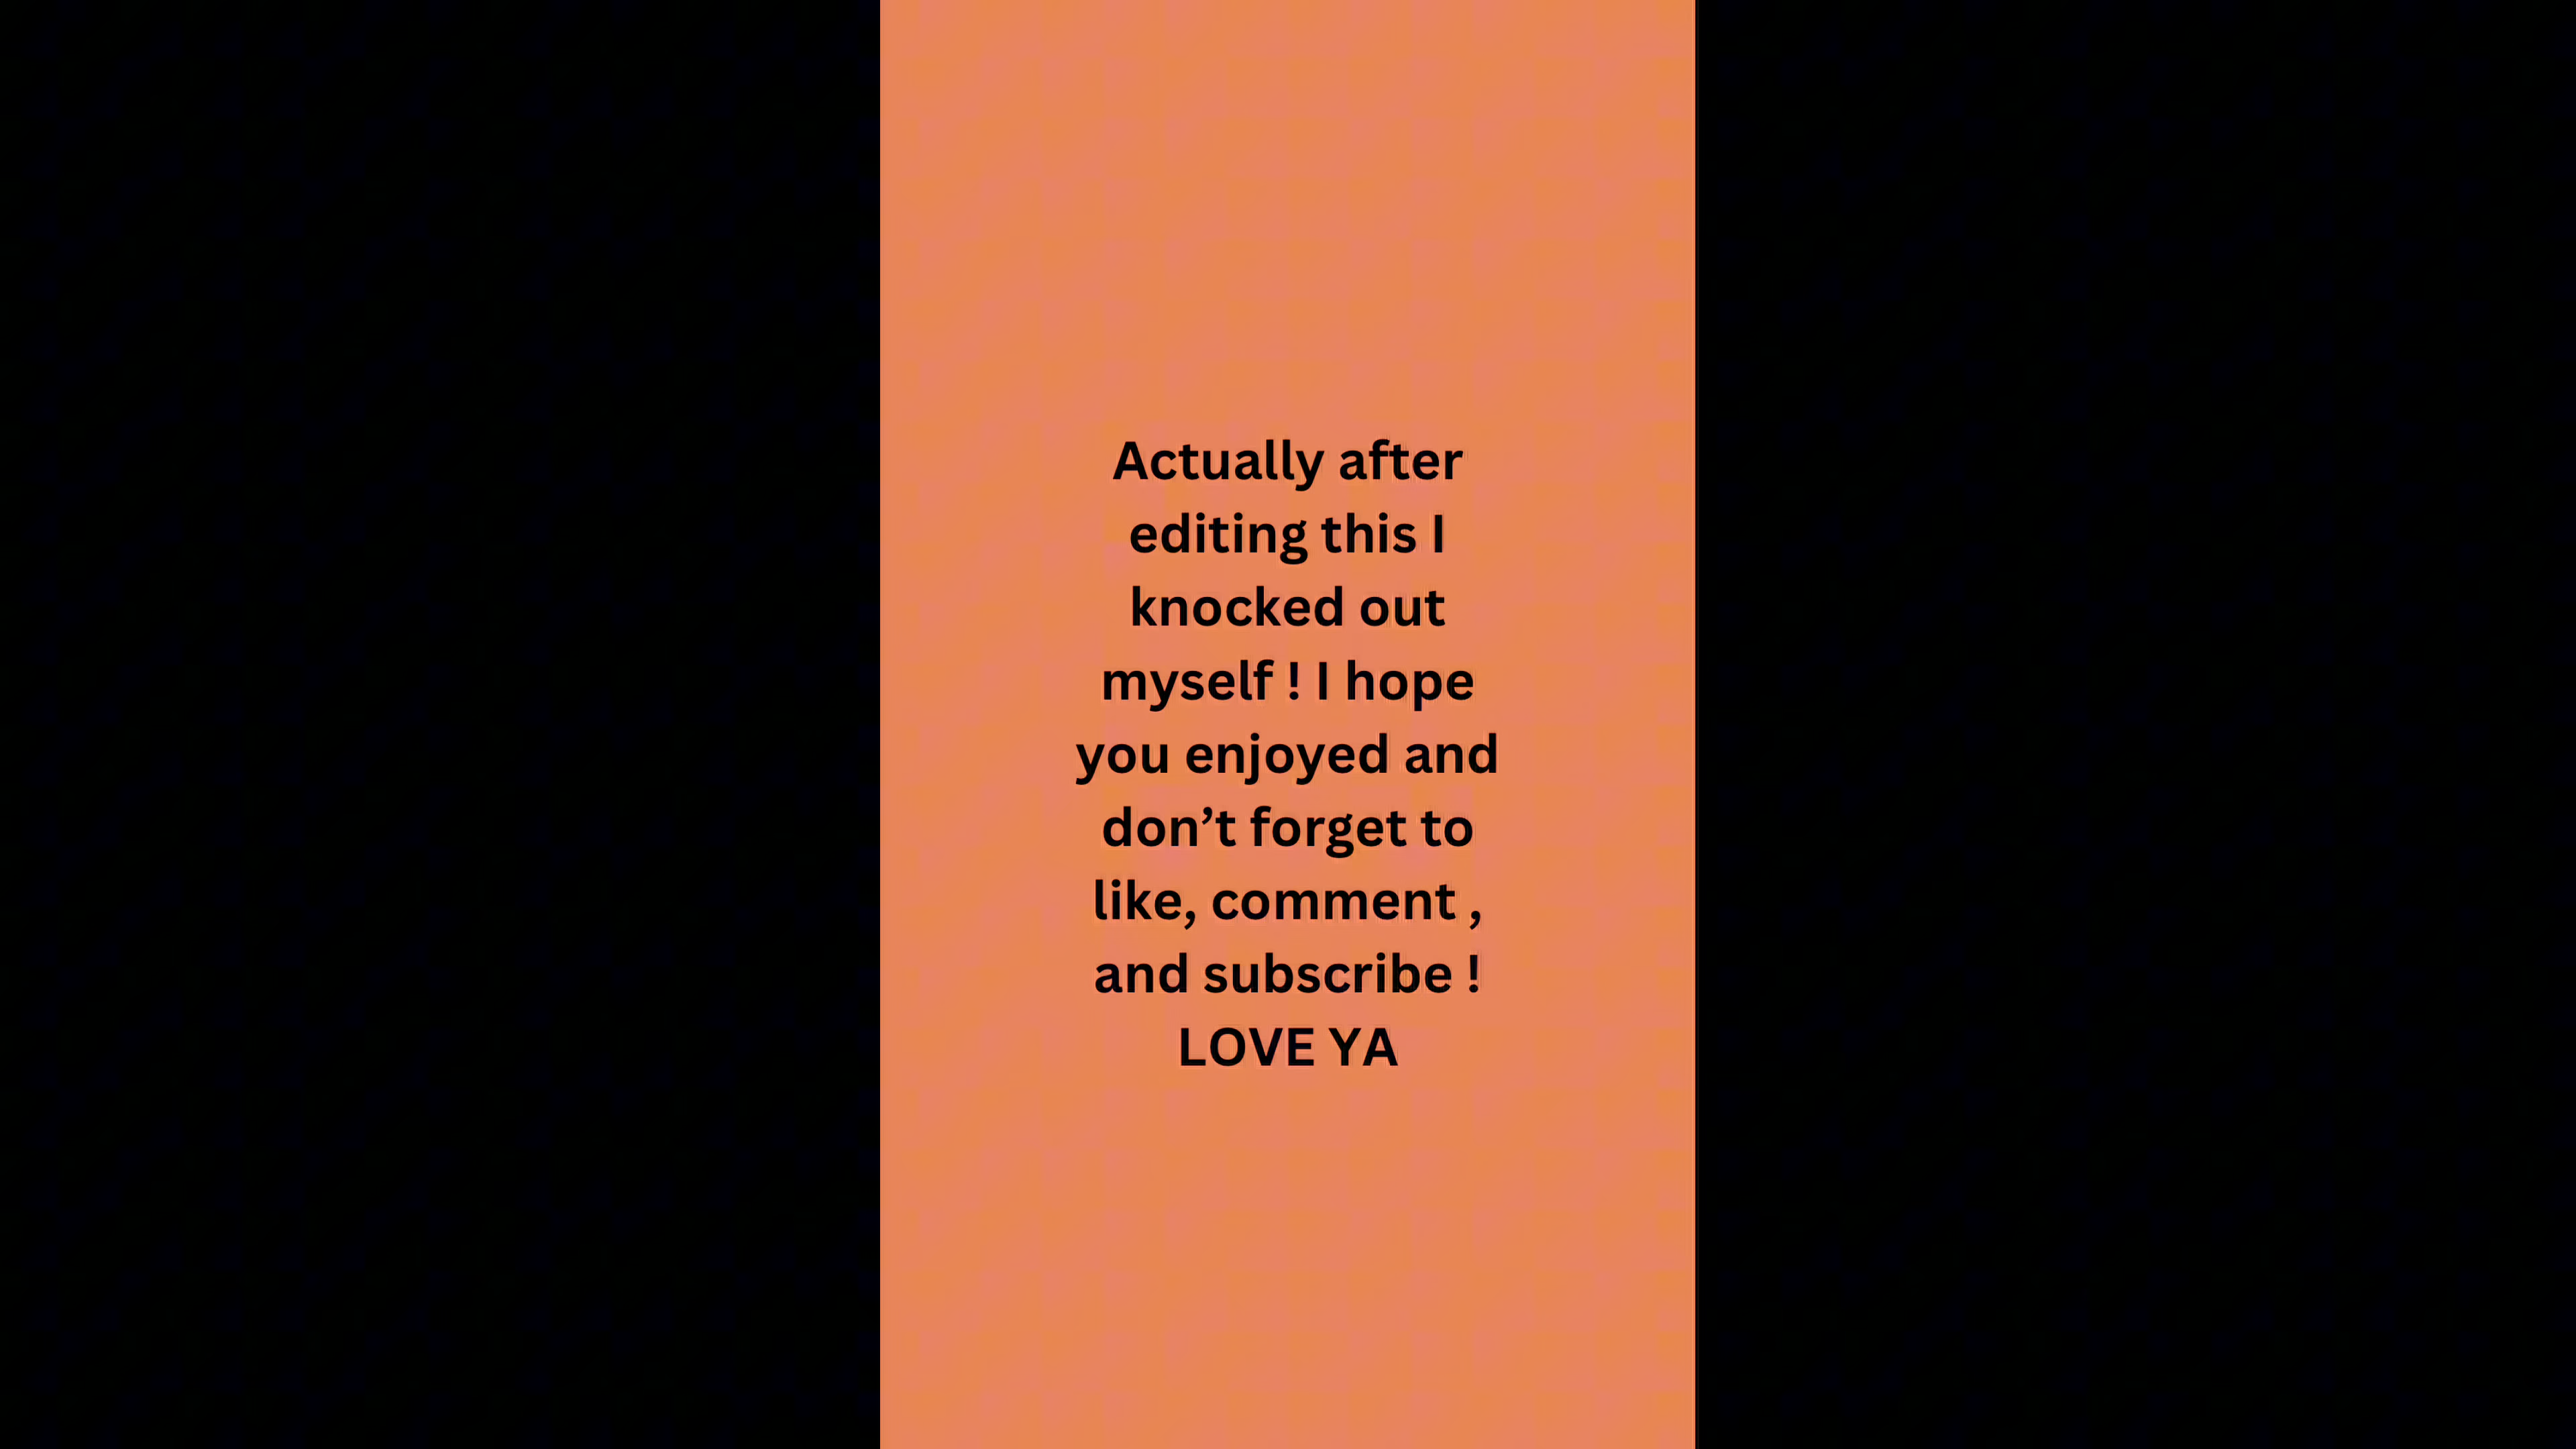 Actually after
editing this I
knocked out
myself ! I hope
you enjoyed and
don’t forget to
like, comment ,
and subscribe !
LOVE YA